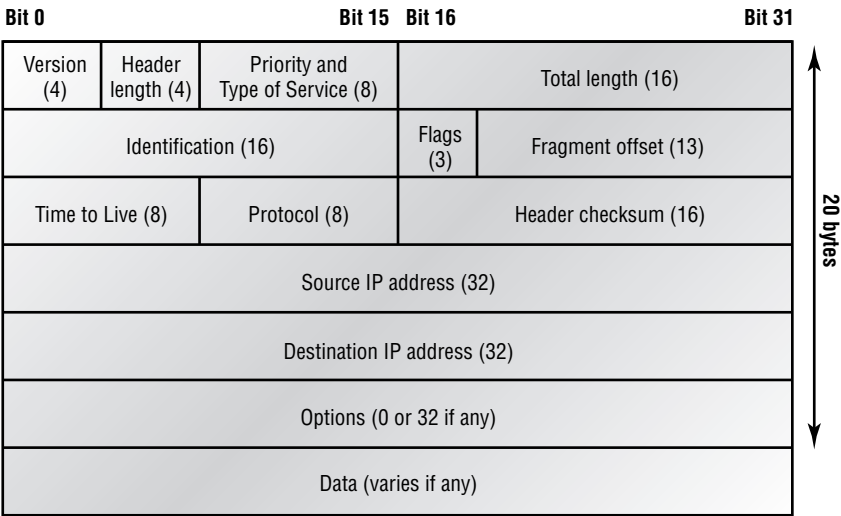 Bit 0 Bit 15 Bit 16 Bit 31
Version (4)
Header length (4)
Priority and Type of Service (8)
Total length (16)
Identification (16)
Flags (3)
Fragment offset (13)
Time to Live (8)
Protocol (8)
Header checksum (16)
Source IP address (32)
Destination IP address (32)
Options (0 or 32 if any)
Data (varies if any)
20 bytes